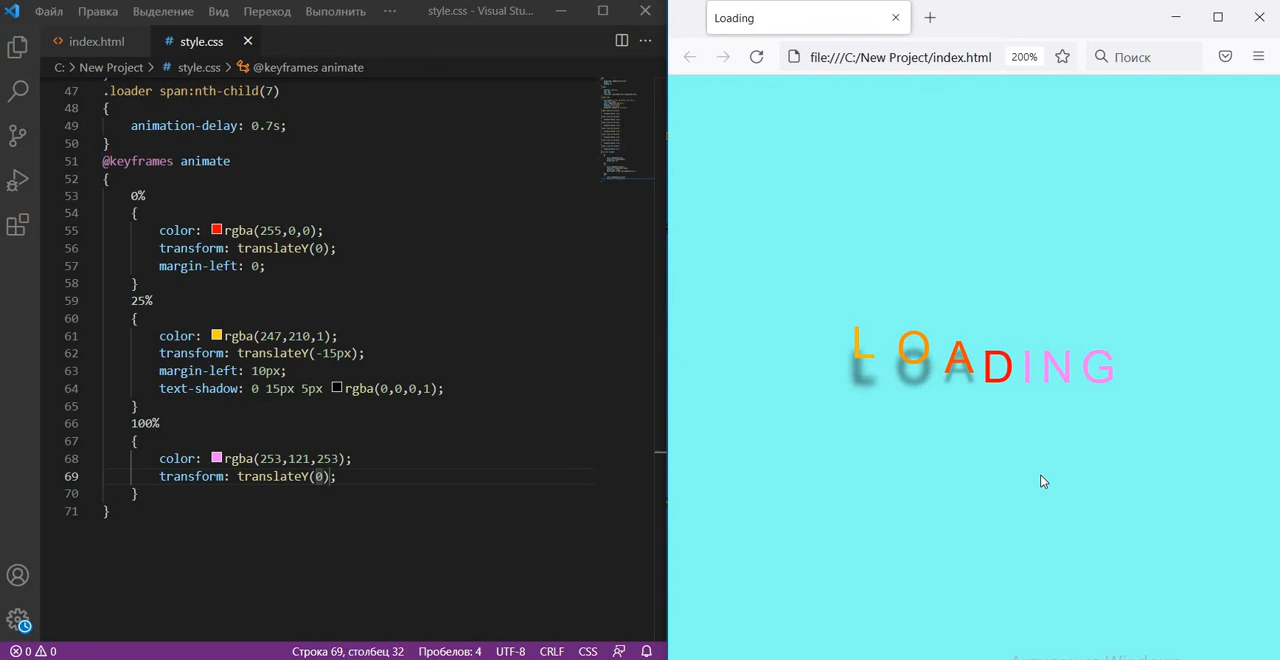 Файл Правка Выделение Вид Переход Выполнить ··· style.css - Visual Stu...
index.html # style.css
C: > New Project > # style.css > @keyframes animate
47 .loader span:nth-child(7)
48 {
49 animation-delay: 0.7s;
50 }
51 @keyframes animate
52 {
53 0%
54 {
55 color: rgba(255,0,0);
56 transform: translateY(0);
57 margin-left: 0;
58 }
59 25%
60 {
61 color: rgba(247,210,1);
62 transform: translateY(-15px);
63 margin-left: 10px;
64 text-shadow: 0 15px 5px rgba(0,0,0,1);
65 }
66 100%
67 {
68 color: rgba(253,121,253);
69 transform: translateY(0);
70 }
71 }
0 0 Строка 69, столбец 32 Пробелов: 4 UTF-8 CRLF CSS
Loading
file:///C:/New Project/index.html 200% Поиск
LOADING